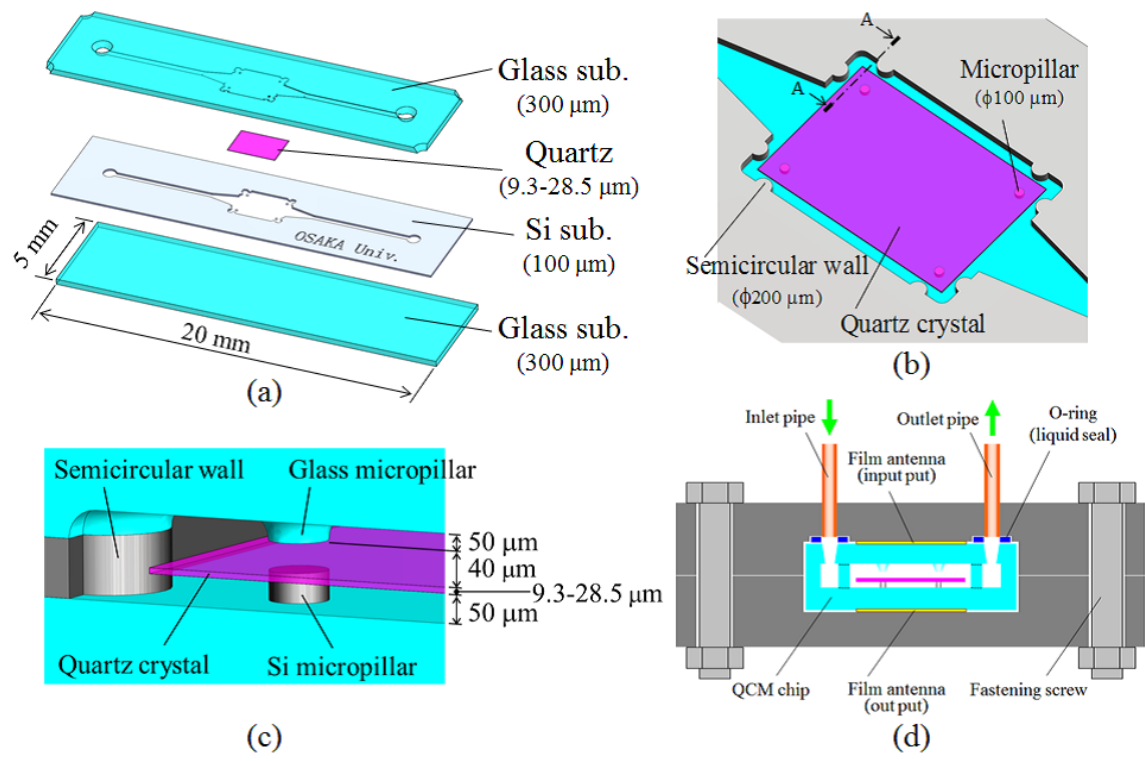 Glass sub.
(300 µm)
Quartz
(9.3-28.5 µm)
Si sub.
(100 µm)
OSAKA Univ.
5 mm
20 mm
Glass sub.
(300 µm)
(a)
A
A
Micropillar
(ϕ100 µm)
Semicircular wall
(ϕ200 µm)
Quartz crystal
(b)
Semicircular wall
Glass micropillar
50 µm
40 µm
9.3-28.5 µm
50 µm
Quartz crystal
Si micropillar
(c)
Inlet pipe
Outlet pipe
O-ring
(liquid seal)
Film antenna
(input put)
QCM chip
Film antenna
(out put)
Fastening screw
(d)